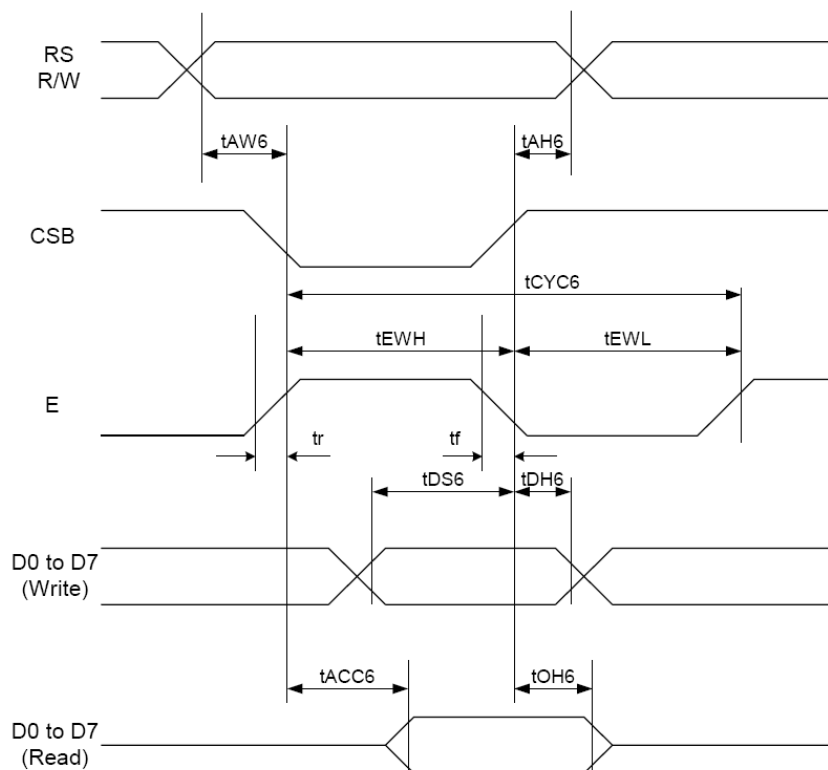 RS
R/W
tAW6
tAH6
CSB
tCYC6
tEWH
tEWL
E
tr
tf
tDS6
tDH6
D0 to D7
(Write)
tACC6
tOH6
D0 to D7
(Read)